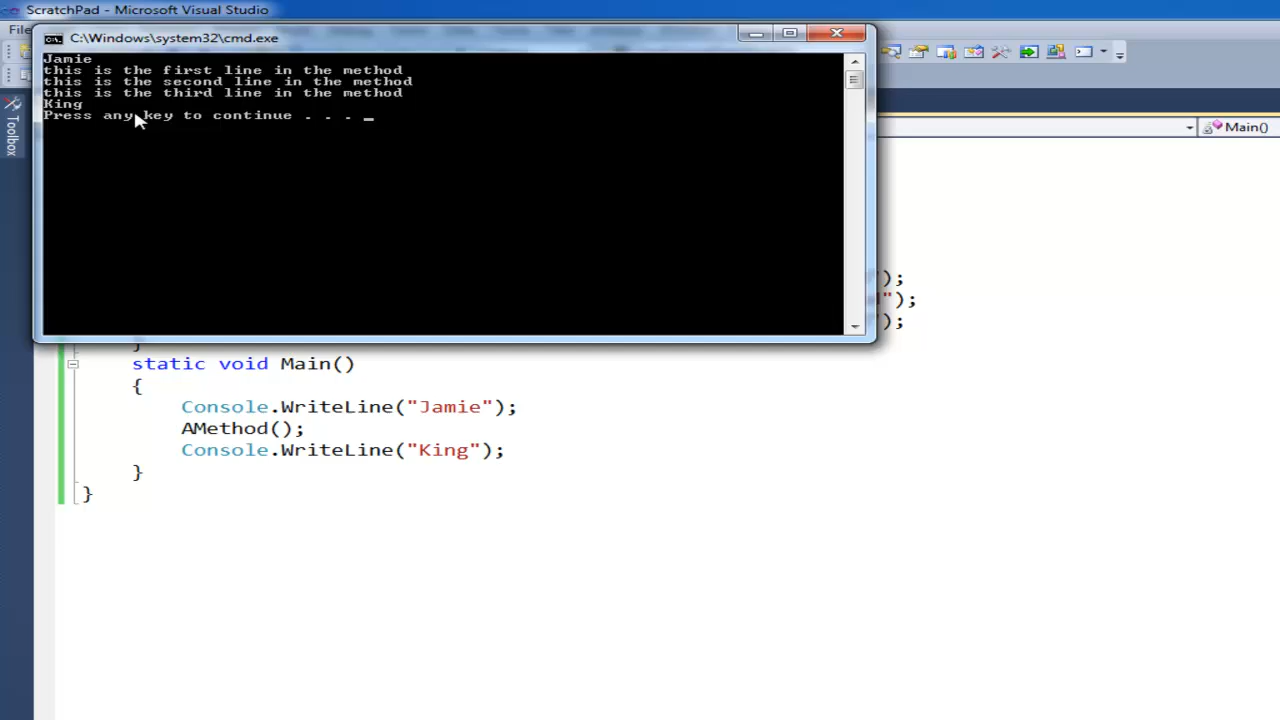 ScratchPad - Microsoft Visual Studio
File
C:\Windows\system32\cmd.exe
Jamie
this is the first line in the method
this is the second line in the method
this is the third line in the method
King
Press any key to continue . . . _
Toolbox
Main()
");
");
");
}
static void Main()
{
Console.WriteLine("Jamie");
AMethod();
Console.WriteLine("King");
}
}